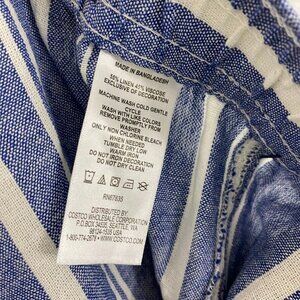 MADE IN BANGLADESH
55% LINEN 41% VISCOSE
EXCLUSIVE OF DECORATION
MACHINE WASH COLD GENTLE
CYCLE
WASH WITH LIKE COLORS
REMOVE PROMPTLY FROM
WASHER
ONLY NON CHLORINE BLEACH
WHEN NEEDED
TUMBLE DRY LOW
WARM IRON
DO NOT IRON DECORATION
DO NOT DRY CLEAN
RN67835
DISTRIBUTED BY
COSTCO WHOLESALE CORPORATION
P.O. BOX 34535
SEATTLE, WA
98124-1535 USA
1-800-774-2678 • WWW.COSTCO.COM